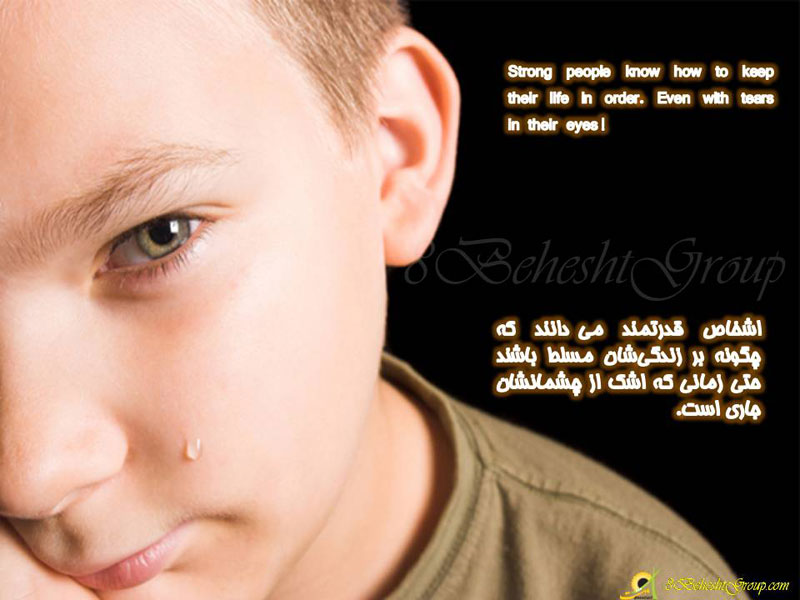 Strong people know how to keep
their life in order. Even with tears
in their eyes!
8BeheshtGroup
اشخاص قدرتمند می دانند که
چگونه بر زندگی‌شان مسلط باشند
حتی زمانی که اشک از چشمانشان
جاری است.
8BeheshtGroup.com